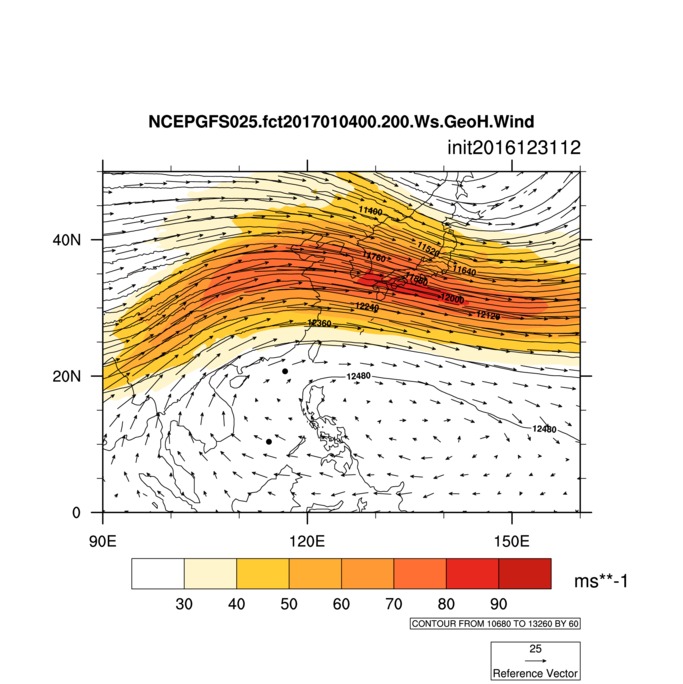 NCEPGFS025.fct2017010400.200.Ws.GeoH.Wind
init2016123112
11400
40N
11520
11760
11640
11880
12000
12240
12120
12360
20N
12480
12480
0
90E 120E 150E
30 40 50 60 70 80 90
ms**-1
CONTOUR FROM 10680 TO 13260 BY 60
25
Reference Vector